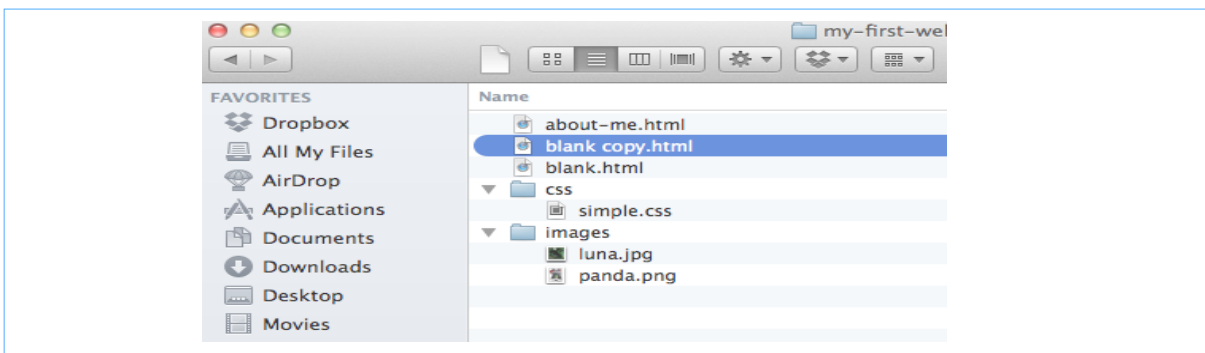 my-first-we
FAVORITES
Dropbox
All My Files
AirDrop
Applications
Documents
Downloads
Desktop
Movies
Name
about-me.html
blank copy.html
blank.html
css
simple.css
images
luna.jpg
panda.png